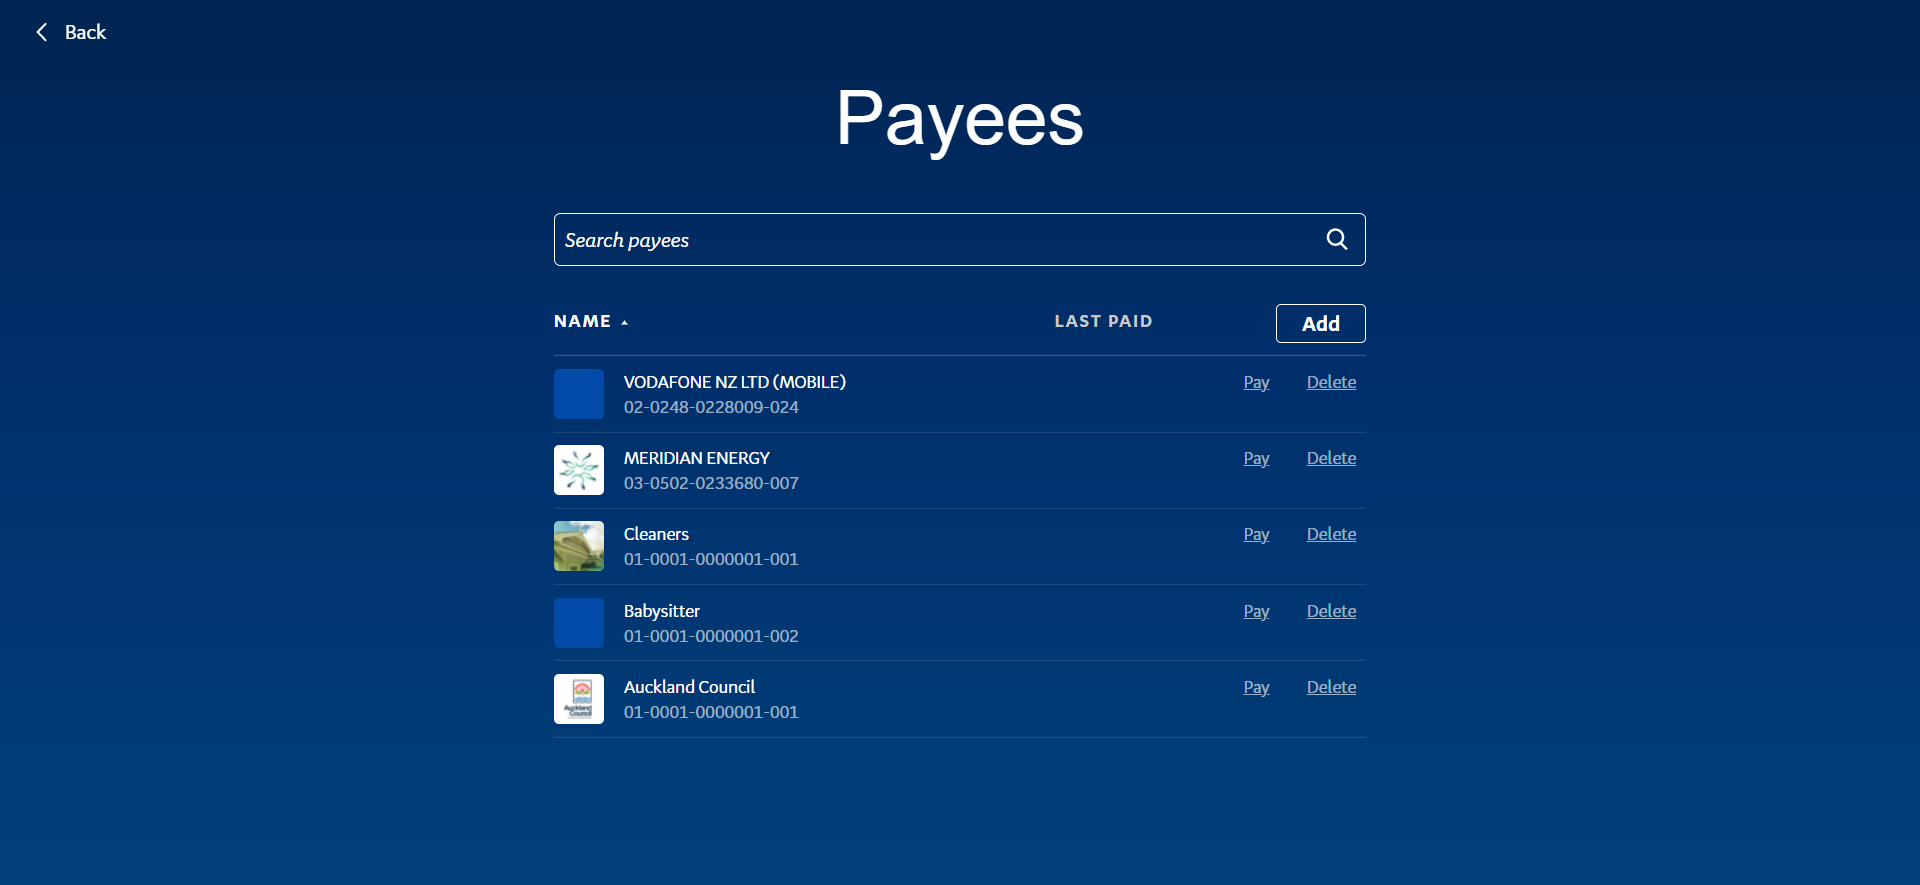 Back
Payees
Search payees
NAME LAST PAID Add
VODAFONE NZ LTD (MOBILE) Pay Delete
02-0248-0228009-024
MERIDIAN ENERGY Pay Delete
03-0502-0233680-007
Cleaners Pay Delete
01-0001-0000001-001
Babysitter Pay Delete
01-0001-0000001-002
Auckland Council Pay Delete
Auckland
Council
01-0001-0000001-001